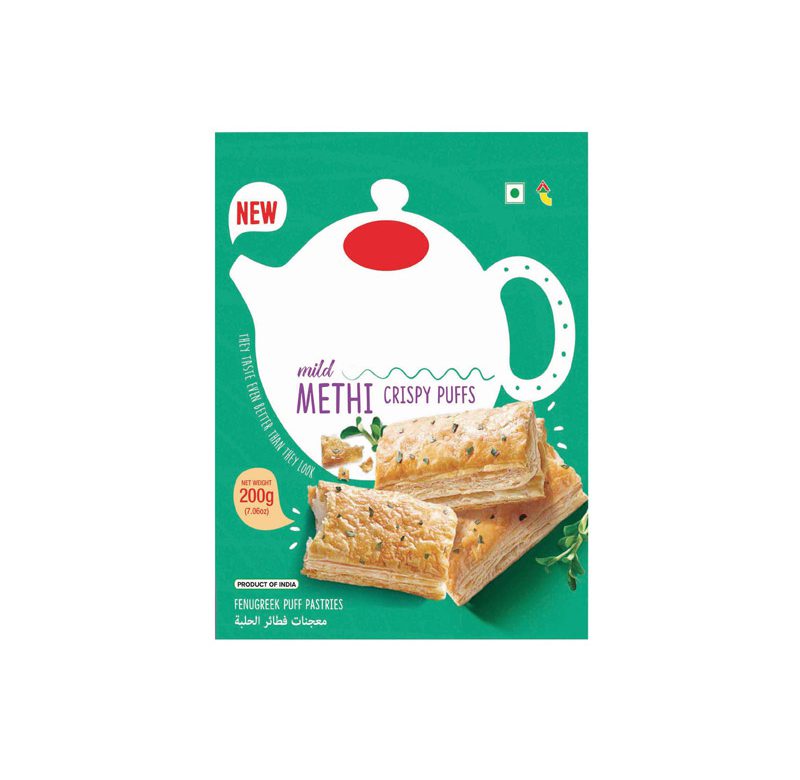 NEW
THEY TASTE EVEN BETTER THAN THEY LOOK
mild
METHI CRISPY PUFFS
NET WEIGHT
200g
(7.06oz)
PRODUCT OF INDIA
FENUGREEK PUFF PASTRIES
معجنات فطائر الحلبة